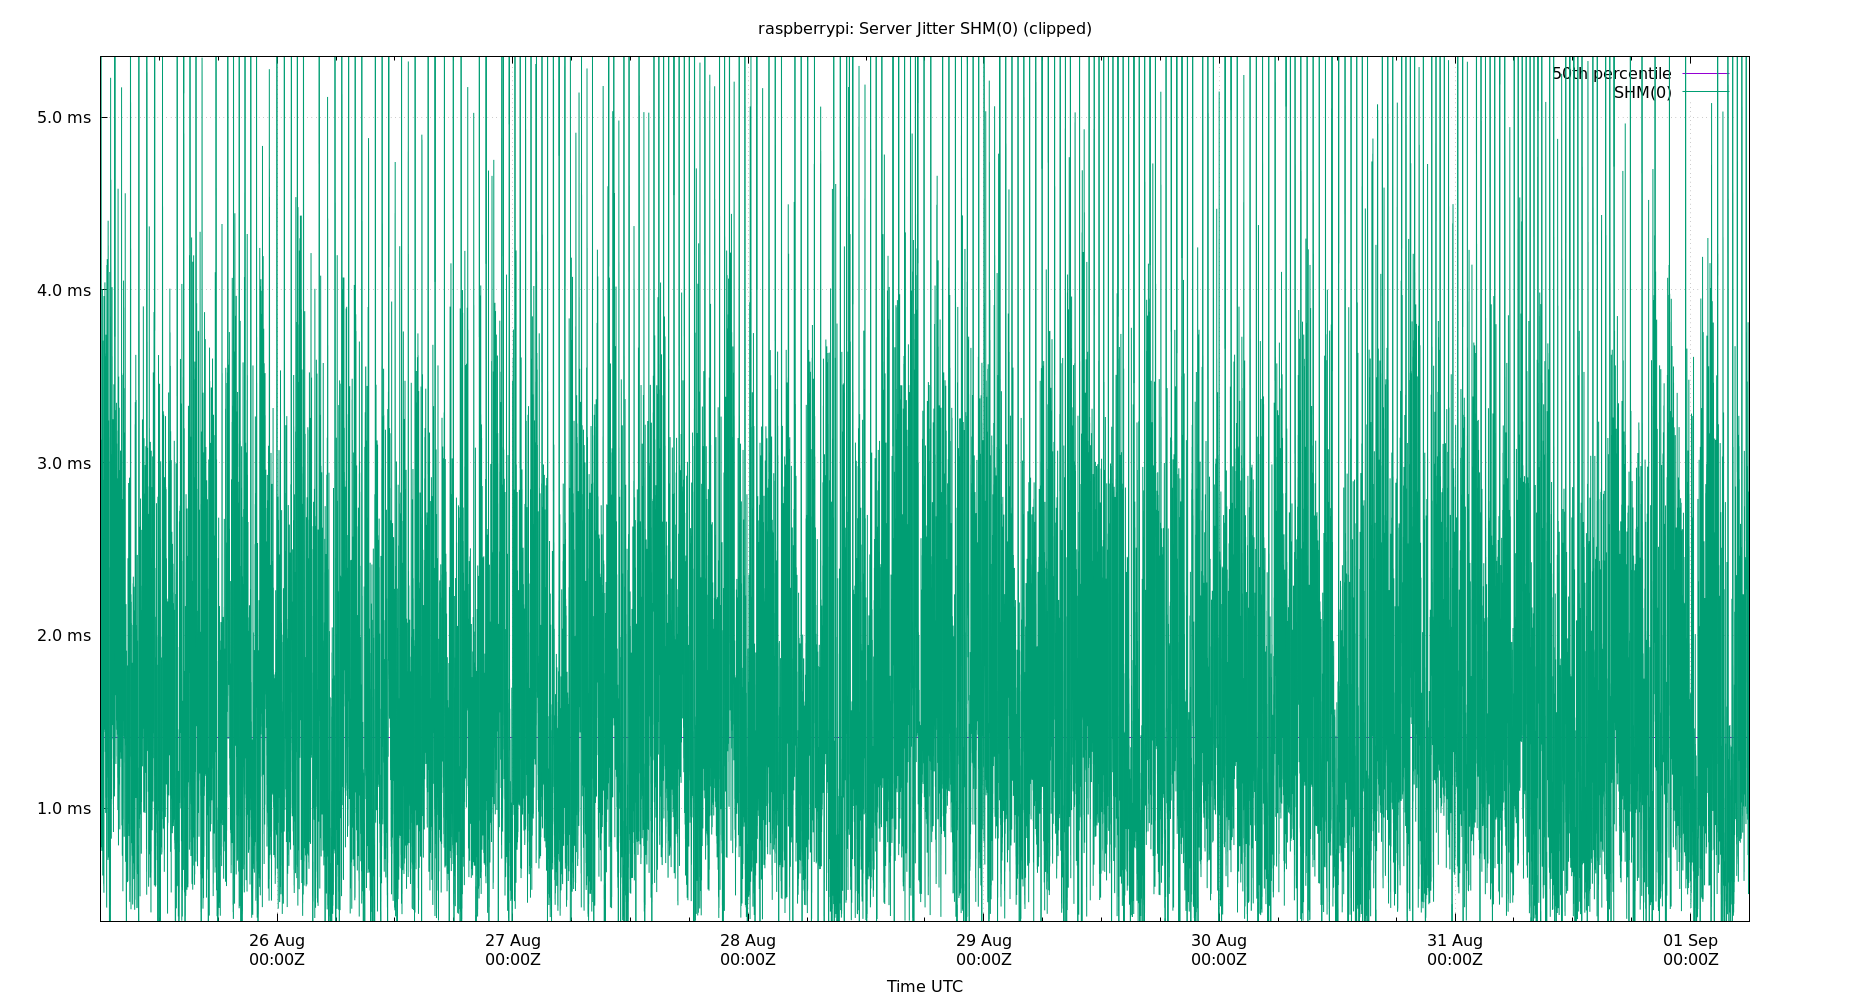 raspberrypi: Server Jitter SHM(0) (clipped)
50th percentile
SHM(0)
5.0 ms
4.0 ms
3.0 ms
2.0 ms
1.0 ms
26 Aug
00:00Z
27 Aug
00:00Z
28 Aug
00:00Z
29 Aug
00:00Z
30 Aug
00:00Z
31 Aug
00:00Z
01 Sep
00:00Z
Time UTC